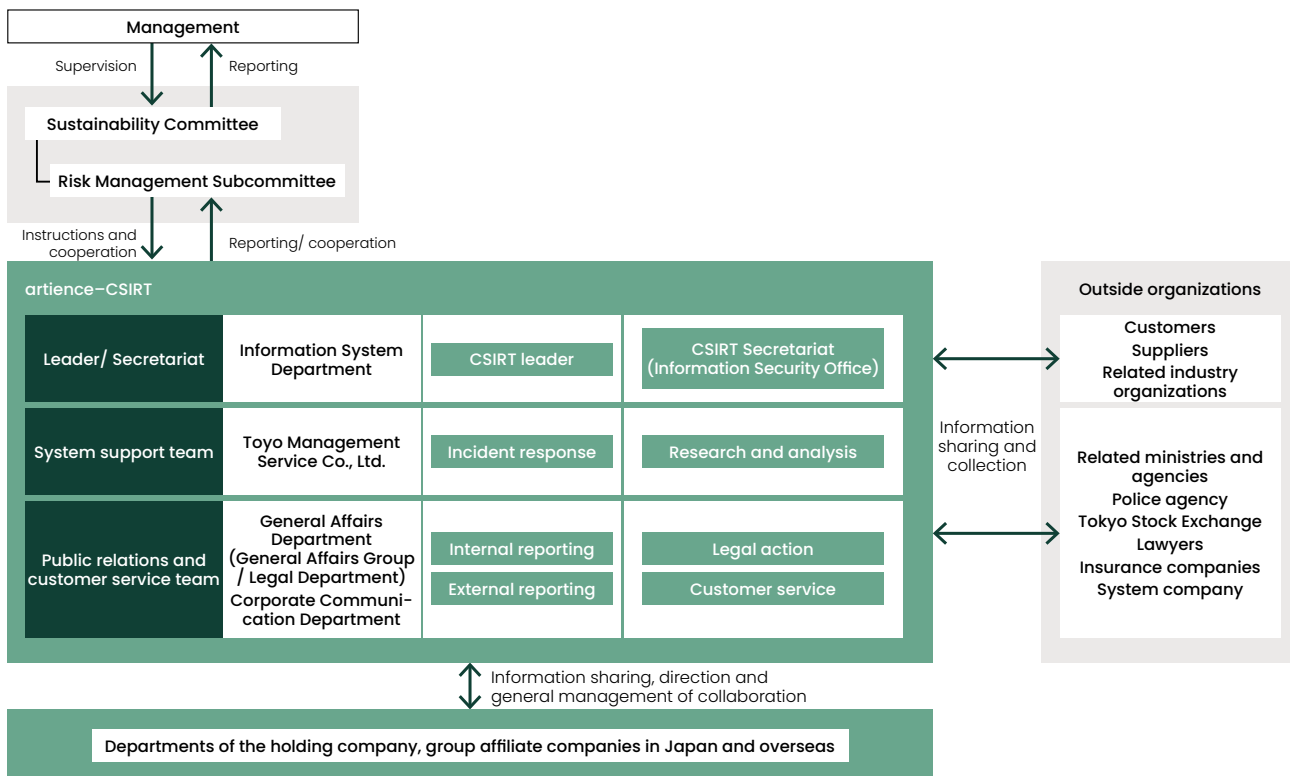 Management
Supervision
Reporting
Sustainability Committee
Risk Management Subcommittee
Instructions and
cooperation
Reporting/ cooperation
artience–CSIRT
Leader/ Secretariat
Information System
Department
CSIRT leader
CSIRT Secretariat
(Information Security Office)
System support team
Toyo Management
Service Co., Ltd.
Incident response
Research and analysis
Public relations and
customer service team
General Affairs
Department
(General Affairs Group
/ Legal Department)
Corporate Communi-
cation Department
Internal reporting
Legal action
External reporting
Customer service
Information
sharing and
collection
Outside organizations
Customers
Suppliers
Related industry
organizations
Related ministries and
agencies
Police agency
Tokyo Stock Exchange
Lawyers
Insurance companies
System company
Information sharing, direction and
general management of collaboration
Departments of the holding company, group affiliate companies in Japan and overseas